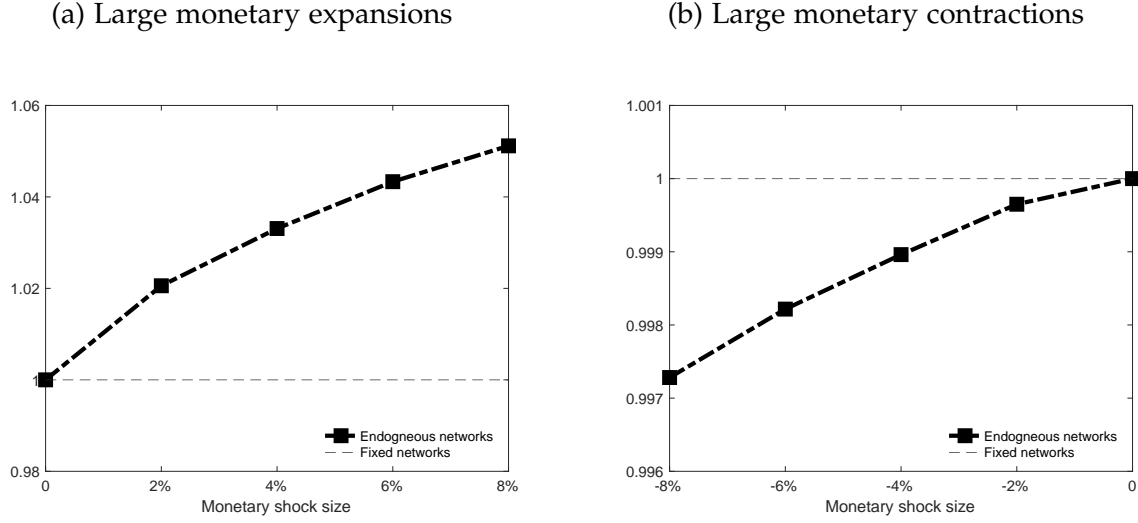 (a) Large monetary expansions
1.06
1.04
1.02
1
0.98
0
2%
4%
6%
8%
Monetary shock size
Endogneous networks
Fixed networks
(b) Large monetary contractions
1.001
1
0.999
0.998
0.997
0.996
-8%
-6%
-4%
-2%
0
Monetary shock size
Endogneous networks
Fixed networks